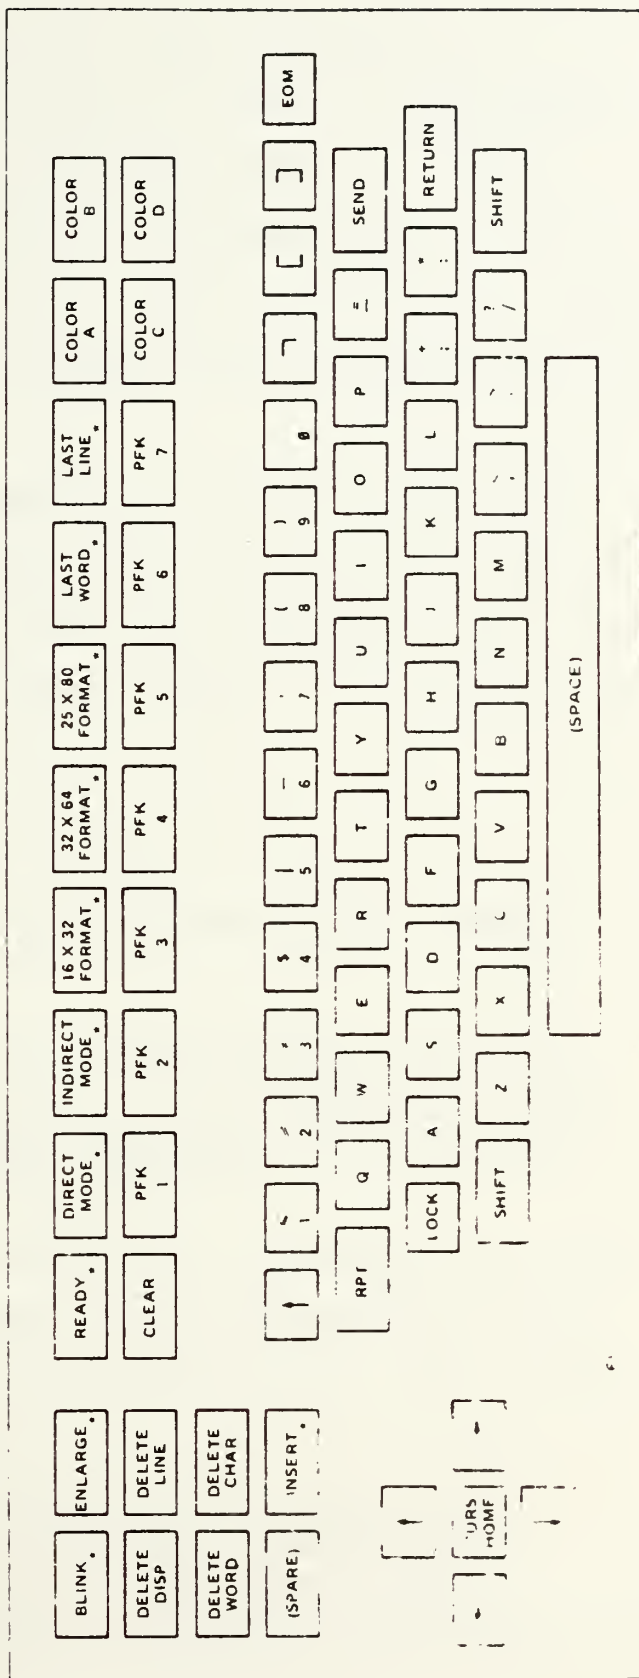 BLINK * ENLARGE * READY * DIRECT MODE * INDIRECT MODE * 16 X 32 FORMAT * 32 X 64 FORMAT * 25 X 80 FORMAT * LAST WORD * LAST LINE * COLOR A COLOR B
DELETE DISP DELETE LINE CLEAR PFK 1 PFK 2 PFK 3 PFK 4 PFK 5 PFK 6 PFK 7 COLOR C COLOR D
DELETE WORD DELETE CHAR
(SPARE) INSERT * 1 2 3 $ 4 5 6 ' 7 ( 8 ) 9 0 ¬ [ ] EOM
RPT Q W E R T Y U I O P = SEND
LOCK A S D F G H J K L + ; * : RETURN
HOME SHIFT Z X C V B N M ? / SHIFT
(SPACE)